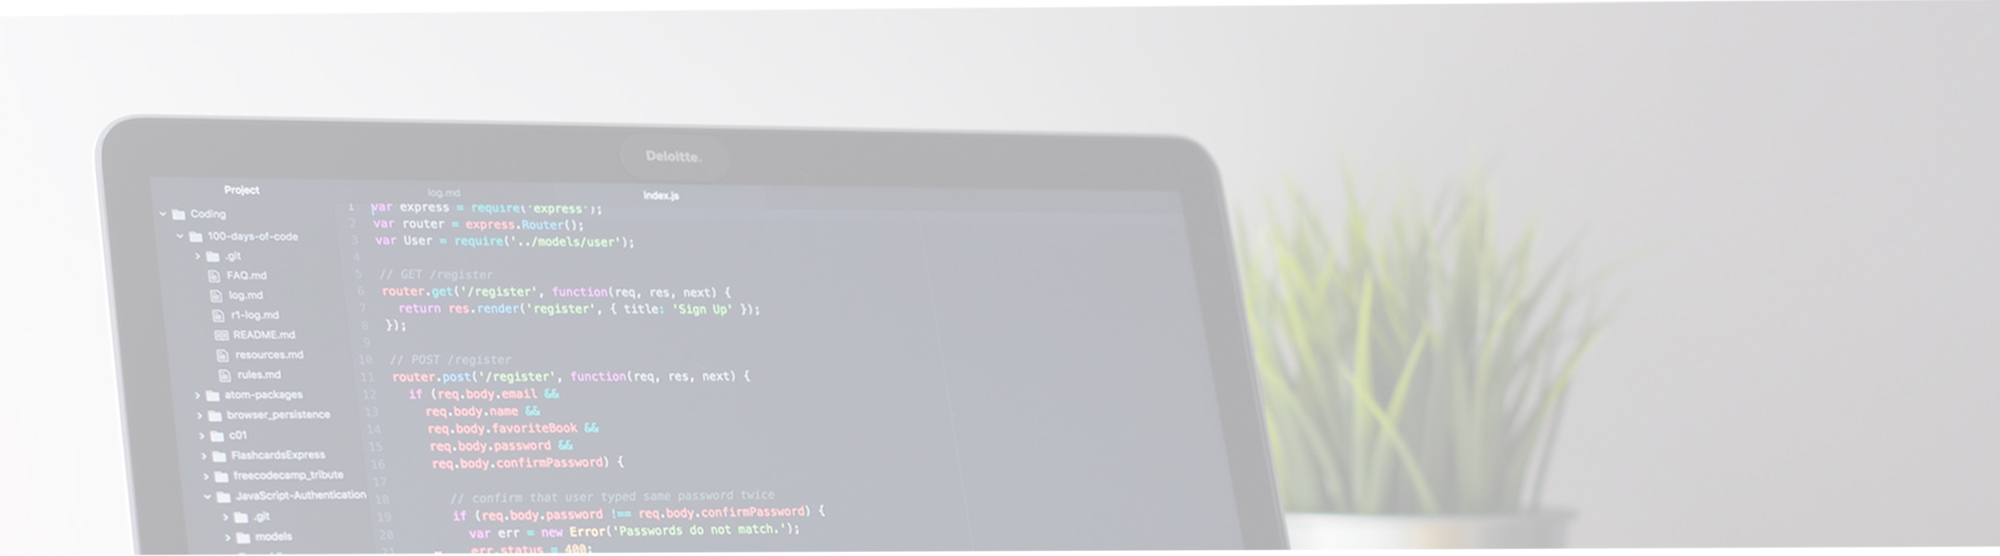 Deloitte.
Project
log.md
index.js
Coding
100-days-of-code
.git
FAQ.md
log.md
r1-log.md
README.md
resources.md
rules.md
atom-packages
browser_persistence
c01
FlashcardsExpress
freecodecamp_tribute
JavaScript-Authentication
.git
models
1 var express = require('express');
2 var router = express.Router();
3 var User = require('../models/user');
4
5 // GET /register
6 router.get('/register', function(req, res, next) {
7 return res.render('register', { title: 'Sign Up' });
8 });
9
10 // POST /register
11 router.post('/register', function(req, res, next) {
12 if (req.body.email &&
13 req.body.name &&
14 req.body.favoriteBook &&
15 req.body.password &&
16 req.body.confirmPassword) {
17
18 // confirm that user typed same password twice
19 if (req.body.password !== req.body.confirmPassword) {
20 var err = new Error('Passwords do not match.');
21 err.status = 400;